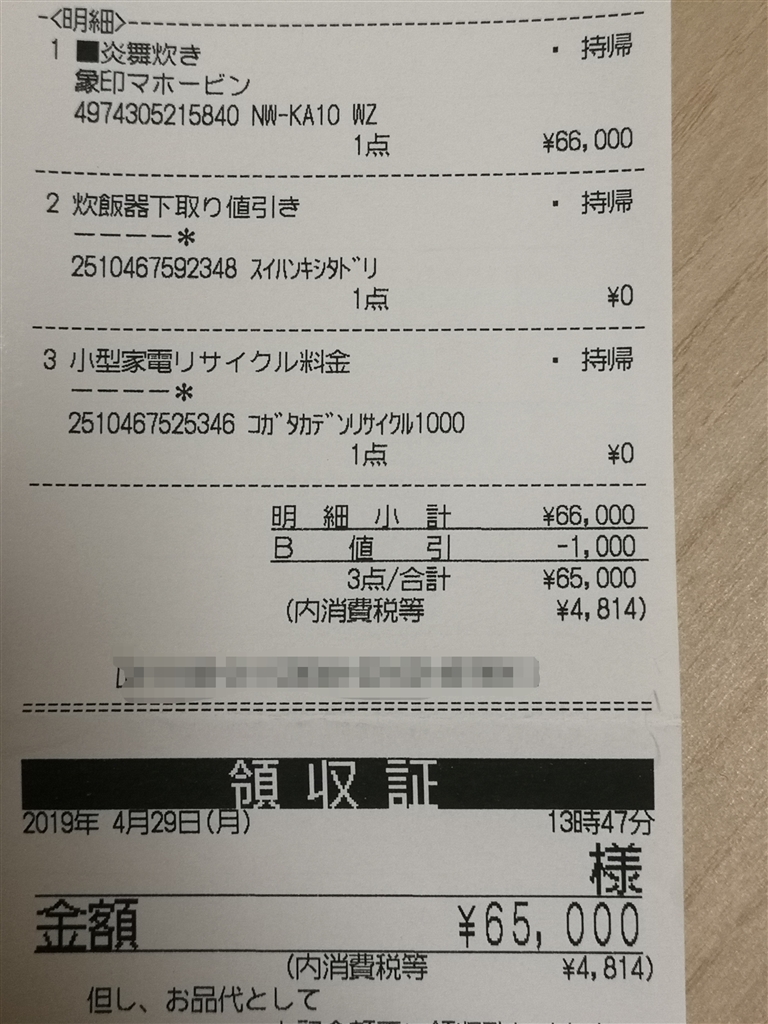 -<明細>--------------------------------
1 ■炎舞炊き ・ 持帰
象印マホービン
4974305215840 NW-KA10 WZ
1点 ¥66,000
2 炊飯器下取り値引き ・ 持帰
ーーーー*
2510467592348 スイハンキシタドリ
1点 ¥0
3 小型家電リサイクル料金 ・ 持帰
ーーーー*
2510467525346 コガタカデンリサイクル1000
1点 ¥0
明 細 小 計 ¥66,000
B 値 引 -1,000
3点/合計 ¥65,000
(内消費税等 ¥4,814)
領収証
2019年 4月29日(月) 13時47分
様
金額 ¥65,000
(内消費税等 ¥4,814)
但し、お品代として